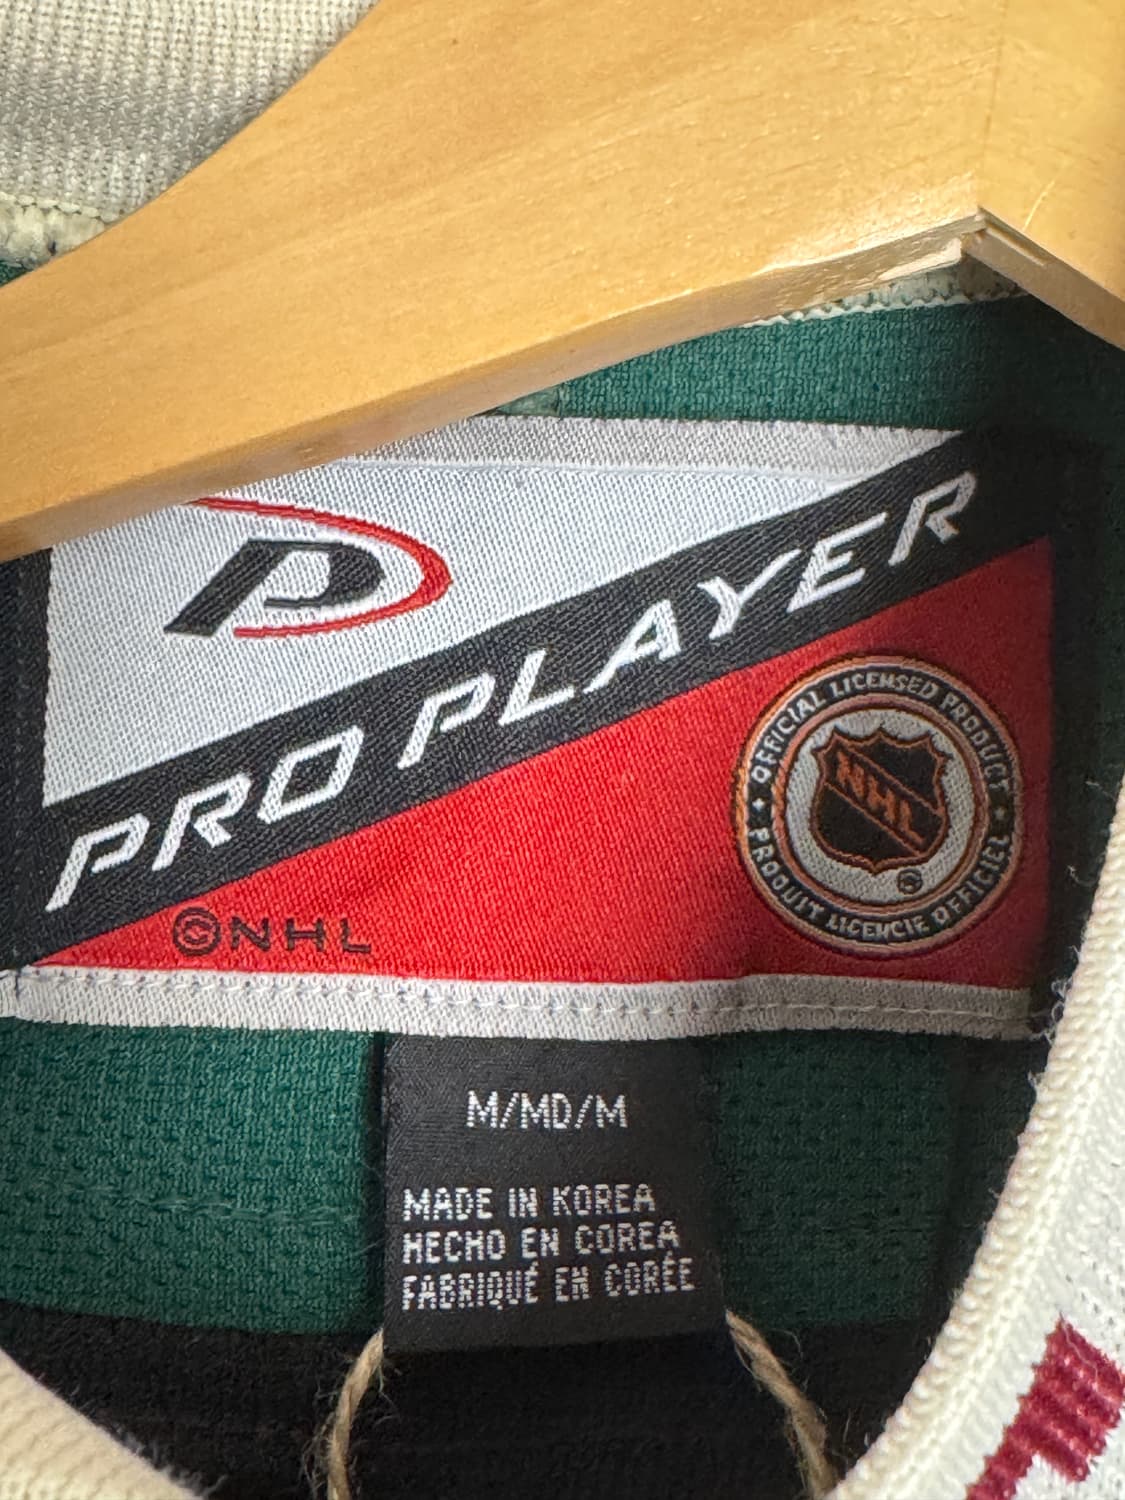 P
PRO PLAYER
©NHL
OFFICIAL LICENSED PRODUCT
NHL
®
PRODUIT LICENCIE OFFICIEL
M/MD/M
MADE IN KOREA
HECHO EN COREA
FABRIQUÉ EN CORÉE